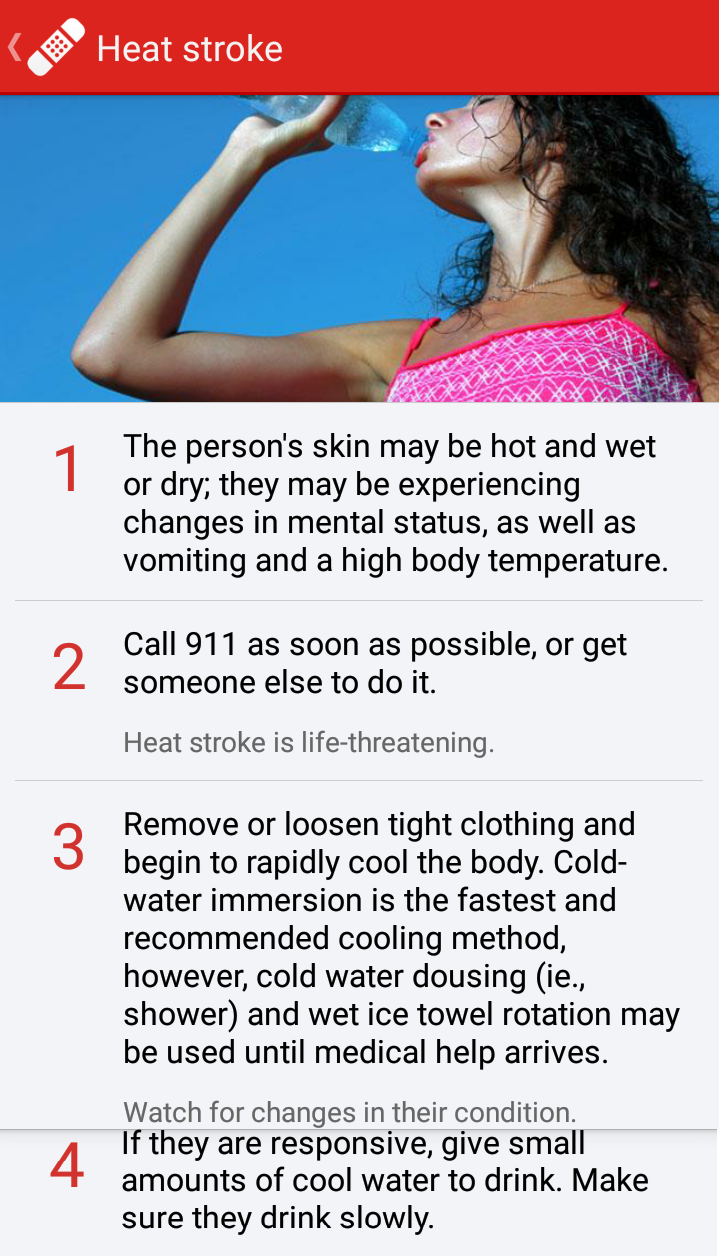 Heat stroke
1
The person's skin may be hot and wet
or dry; they may be experiencing
changes in mental status, as well as
vomiting and a high body temperature.
2
Call 911 as soon as possible, or get
someone else to do it.
Heat stroke is life-threatening.
3
Remove or loosen tight clothing and
begin to rapidly cool the body. Cold-
water immersion is the fastest and
recommended cooling method,
however, cold water dousing (ie.,
shower) and wet ice towel rotation may
be used until medical help arrives.
Watch for changes in their condition.
4
If they are responsive, give small
amounts of cool water to drink. Make
sure they drink slowly.